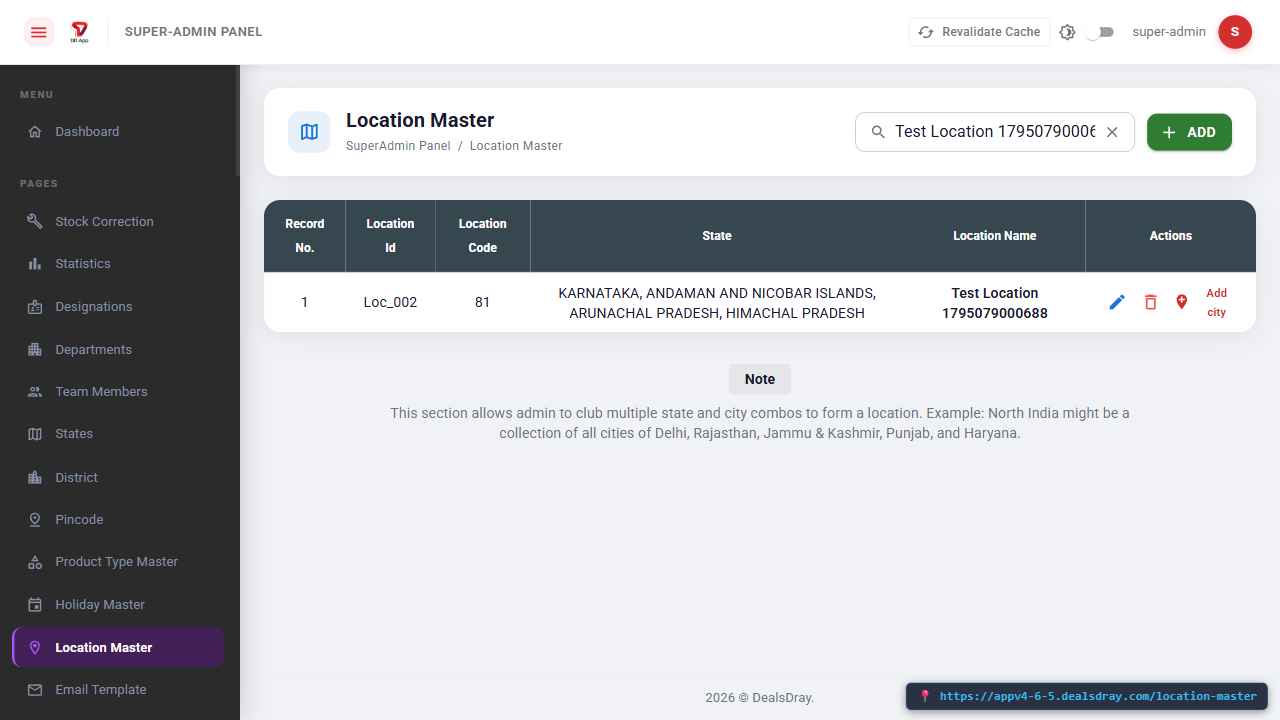 DD App
SUPER-ADMIN PANEL
Revalidate Cache
super-admin
S
MENU
Dashboard
PAGES
Stock Correction
Statistics
Designations
Departments
Team Members
States
District
Pincode
Product Type Master
Holiday Master
Location Master
Email Template
Location Master
SuperAdmin Panel / Location Master
Test Location 17950790006
ADD
Record No.
Location Id
Location Code
State
Location Name
Actions
1
Loc_002
81
KARNATAKA, ANDAMAN AND NICOBAR ISLANDS,
ARUNACHAL PRADESH, HIMACHAL PRADESH
Test Location
1795079000688
Add
city
Note
This section allows admin to club multiple state and city combos to form a location. Example: North India might be a
collection of all cities of Delhi, Rajasthan, Jammu & Kashmir, Punjab, and Haryana.
2026 © DealsDray.
https://appv4-6-5.dealsdray.com/location-master